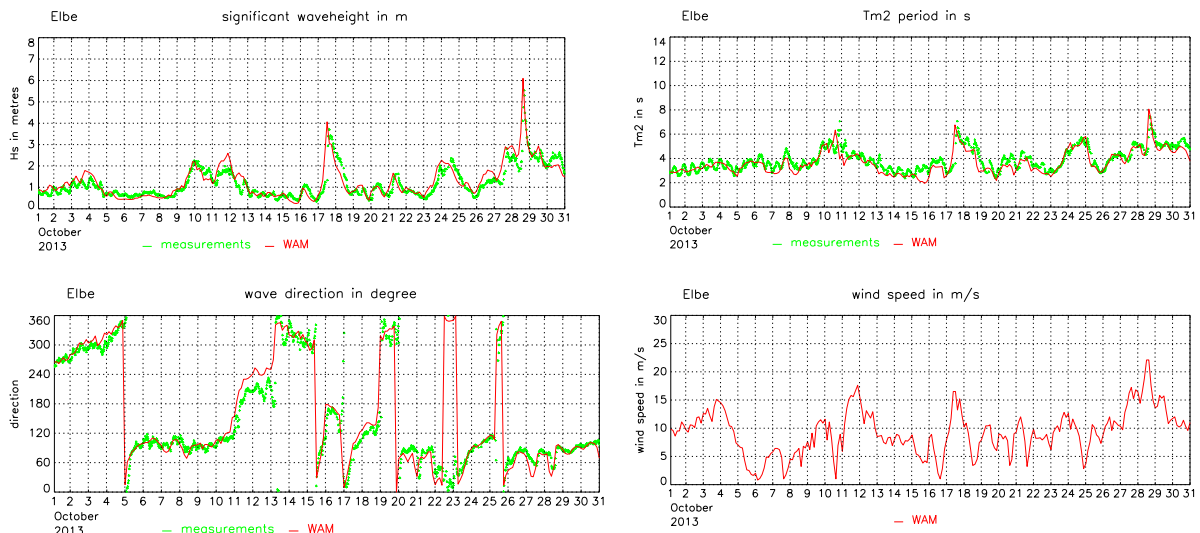 Elbe significant waveheight in m
Hs in metres
8
7
6
5
4
3
2
1
0
1 2 3 4 5 6 7 8 9 10 11 12 13 14 15 16 17 18 19 20 21 22 23 24 25 26 27 28 29 30 31
October
2013
measurements WAM
Elbe Tm2 period in s
Tm2 in s
14
12
10
8
6
4
2
0
1 2 3 4 5 6 7 8 9 10 11 12 13 14 15 16 17 18 19 20 21 22 23 24 25 26 27 28 29 30 31
October
2013
measurements WAM
Elbe wave direction in degree
direction
360
300
240
180
120
60
0
1 2 3 4 5 6 7 8 9 10 11 12 13 14 15 16 17 18 19 20 21 22 23 24 25 26 27 28 29 30 31
October
2013
measurements WAM
Elbe wind speed in m/s
wind speed in m/s
30
25
20
15
10
5
0
1 2 3 4 5 6 7 8 9 10 11 12 13 14 15 16 17 18 19 20 21 22 23 24 25 26 27 28 29 30 31
October
2013
WAM